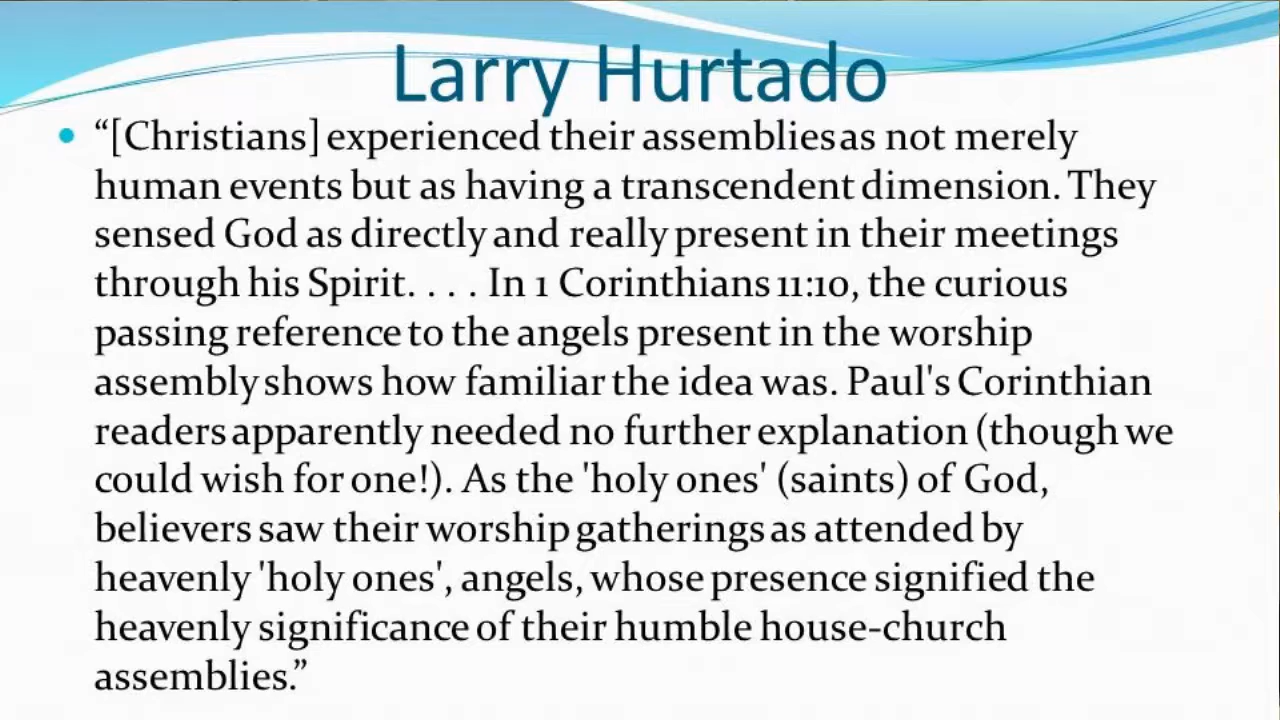 Larry Hurtado
• “[Christians] experienced their assemblies as not merely
human events but as having a transcendent dimension. They
sensed God as directly and really present in their meetings
through his Spirit. . . . In 1 Corinthians 11:10, the curious
passing reference to the angels present in the worship
assembly shows how familiar the idea was. Paul's Corinthian
readers apparently needed no further explanation (though we
could wish for one!). As the 'holy ones' (saints) of God,
believers saw their worship gatherings as attended by
heavenly 'holy ones', angels, whose presence signified the
heavenly significance of their humble house-church
assemblies.”